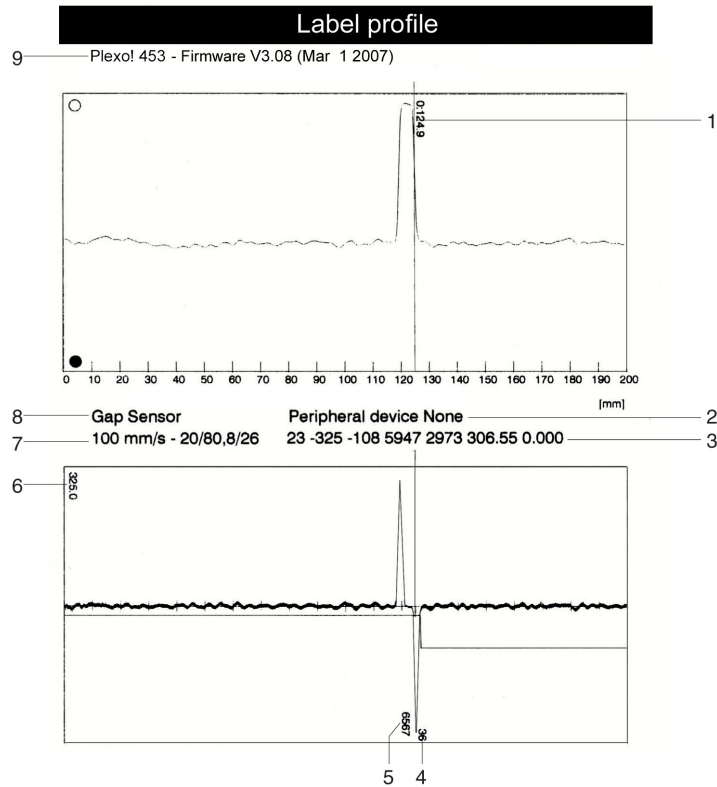 Label profile
9 Plexo! 453 - Firmware V3.08 (Mar 1 2007)
0:124.9
1
0 10 20 30 40 50 60 70 80 90 100 110 120 130 140 150 160 170 180 190 200
[mm]
8 Gap Sensor Peripheral device None 2
7 100 mm/s - 20/80,8/26 23 -325 -108 5947 2973 306.55 0.000 3
6 325.0
6567 36
5 4